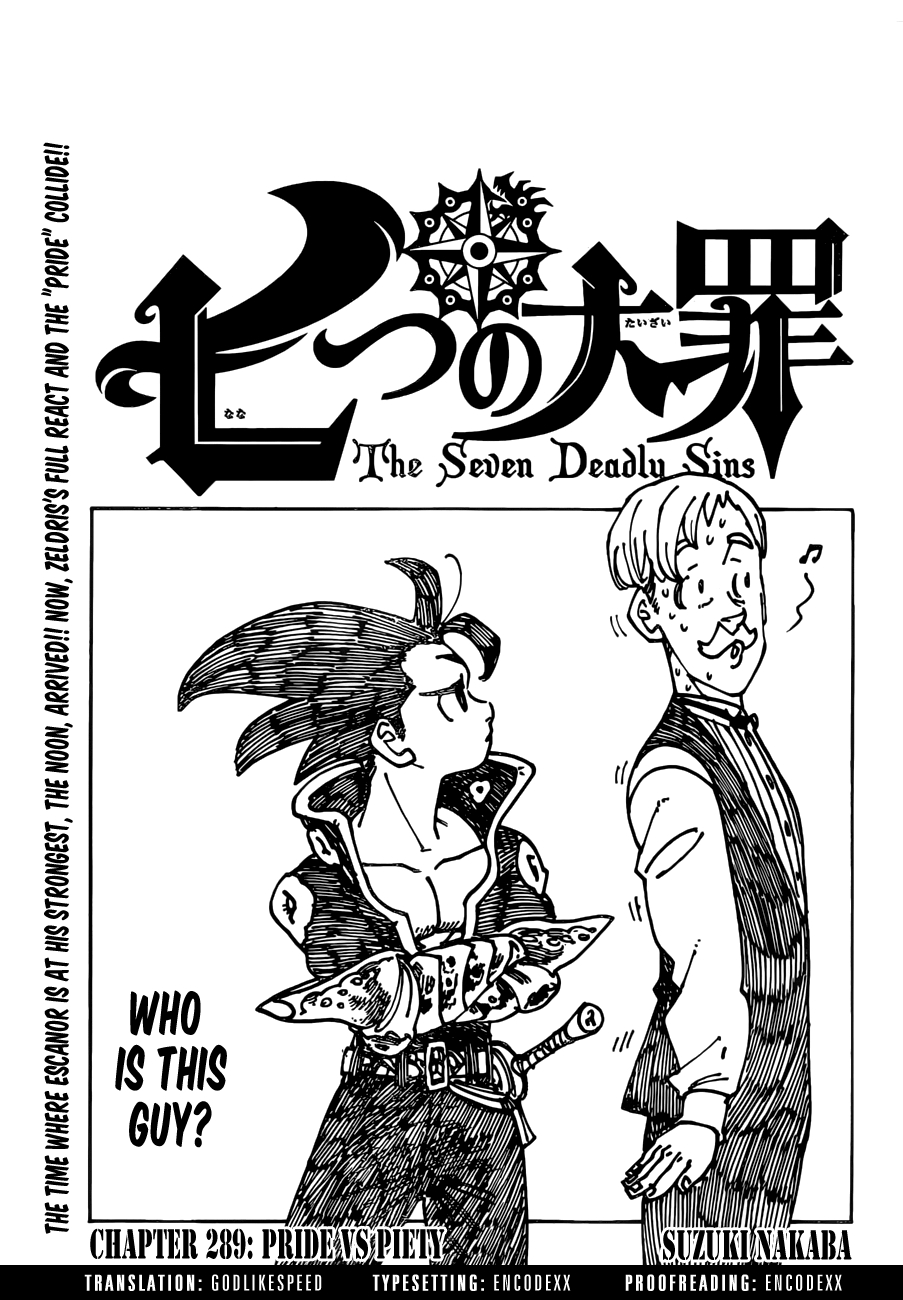 THE TIME WHERE ESCANOR IS AT HIS STRONGEST, THE NOON, ARRIVED!! NOW, ZELDRIS'S FULL REACT AND THE "PRIDE" COLLIDE!!
七つの大罪
なな
たいざい
The Seven Deadly Sins
WHO
IS THIS
GUY?
CHAPTER 289: PRIDE VS PIETY
SUZUKI NAKABA
TRANSLATION: GODLIKESPEED TYPESETTING: ENCODEXX PROOFREADING: ENCODEXX